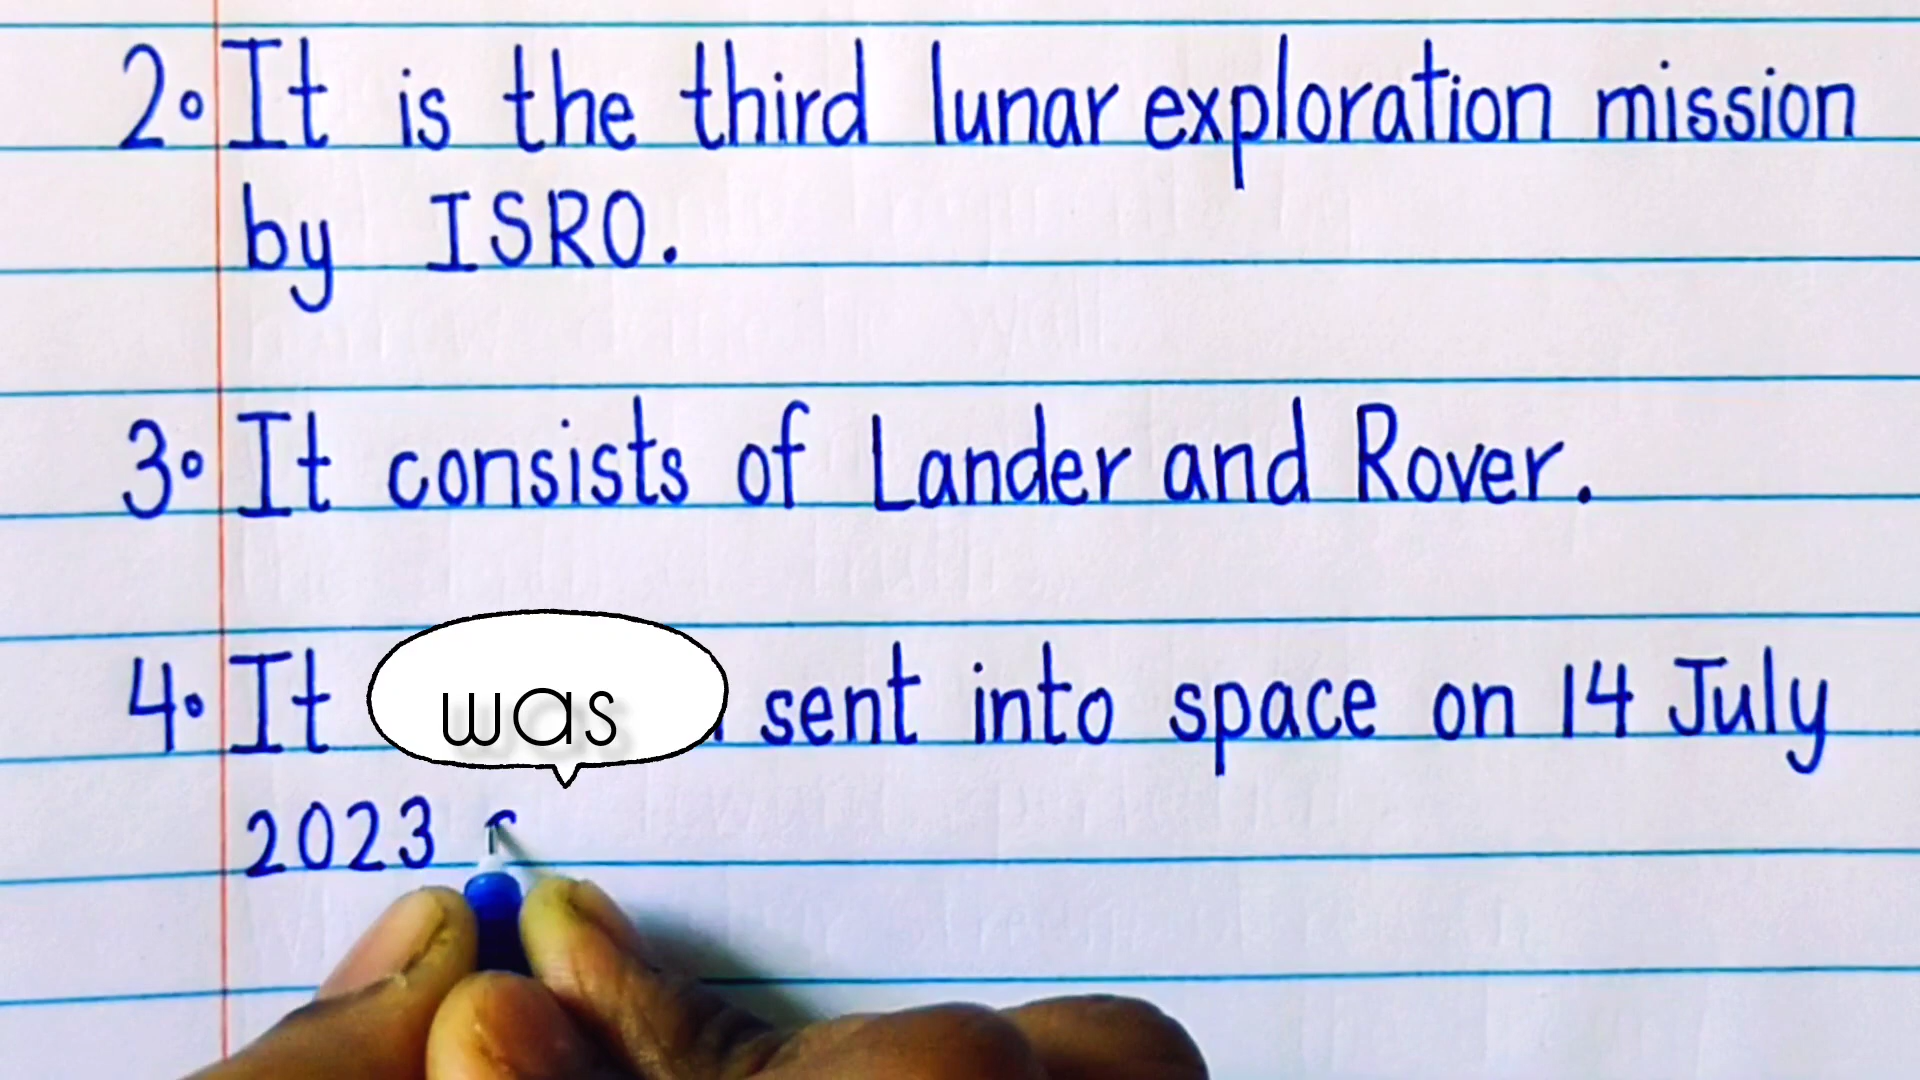 2. It is the third lunar exploration mission
by ISRO.
3. It consists of Lander and Rover.
4. It was sent into space on 14 July
2023